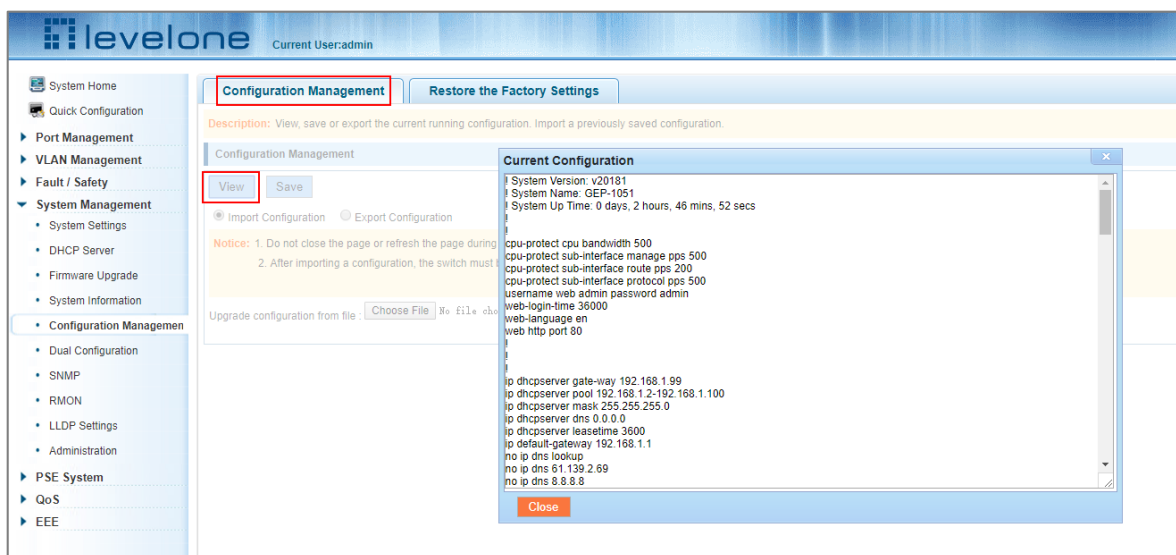 levelone
Current User:admin
System Home
Quick Configuration
Port Management
VLAN Management
Fault / Safety
System Management
System Settings
DHCP Server
Firmware Upgrade
System Information
Configuration Managemen
Dual Configuration
SNMP
RMON
LLDP Settings
Administration
PSE System
QoS
EEE
Configuration Management
Restore the Factory Settings
Description: View, save or export the current running configuration. Import a previously saved configuration.
Configuration Management
View Save
Import Configuration Export Configuration
Notice: 1. Do not close the page or refresh the page during
2. After importing a configuration, the switch must
Upgrade configuration from file : Choose File No file cho
Current Configuration
x
! System Version: v20181
! System Name: GEP-1051
! System Up Time: 0 days, 2 hours, 46 mins, 52 secs
!
!
cpu-protect cpu bandwidth 500
cpu-protect sub-interface manage pps 500
cpu-protect sub-interface route pps 200
cpu-protect sub-interface protocol pps 500
username web admin password admin
web-login-time 36000
web-language en
web http port 80
!
!
!
ip dhcpserver gate-way 192.168.1.99
ip dhcpserver pool 192.168.1.2-192.168.1.100
ip dhcpserver mask 255.255.255.0
ip dhcpserver dns 0.0.0.0
ip dhcpserver leasetime 3600
ip default-gateway 192.168.1.1
no ip dns lookup
no ip dns 61.139.2.69
no ip dns 8.8.8.8
Close